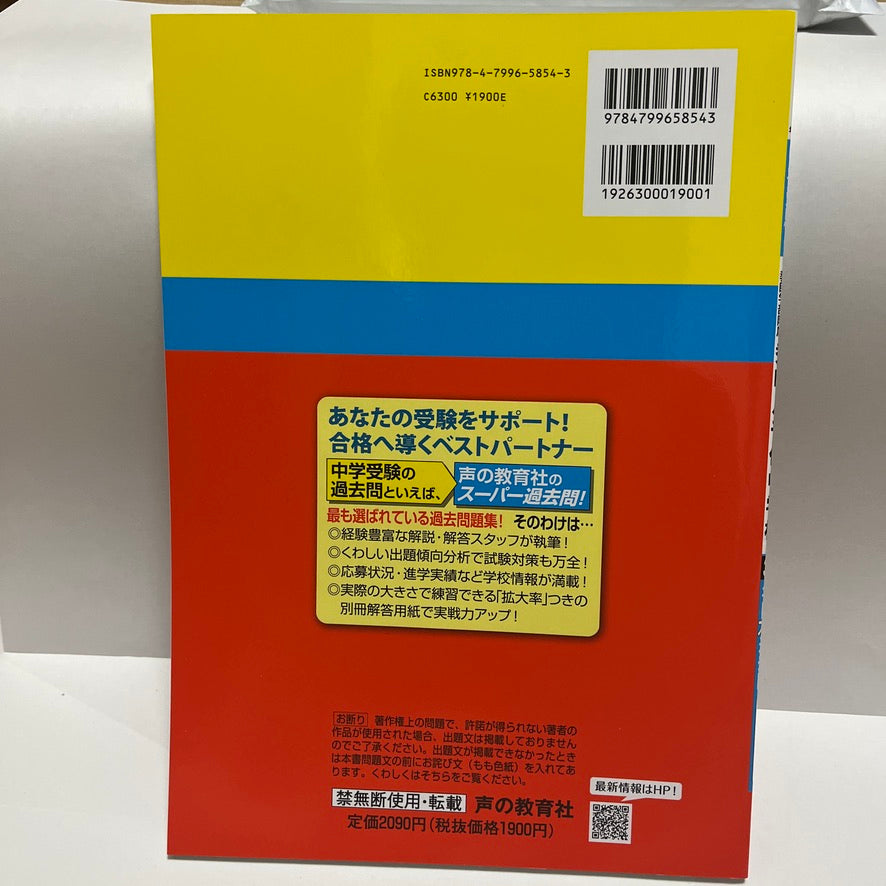 ISBN978-4-7996-5854-3
C6300 ¥1900E
9784799658543
1926300019001
あなたの受験をサポート!
合格へ導くベストパートナー
中学受験の
過去問といえば、
声の教育社の
スーパー過去問!
最も選ばれている過去問題集! そのわけは…
◎経験豊富な解説・解答スタッフが執筆!
◎くわしい出題傾向分析で試験対策も万全!
◎応募状況・進学実績など学校情報が満載!
◎実際の大きさで練習できる「拡大率」つきの
別冊解答用紙で実戦力アップ!
お断り 著作権上の問題で、許諾が得られない著者の
作品が使用された場合、出題文は掲載しておりません
のでご了承ください。出題文が掲載できなかったとき
は本書問題文の前にお詫び文(もも色紙)を入れてあ
ります。くわしくはそちらをご覧ください。
最新情報はHP!
禁無断使用・転載 声の教育社
定価2090円(税抜価格1900円)